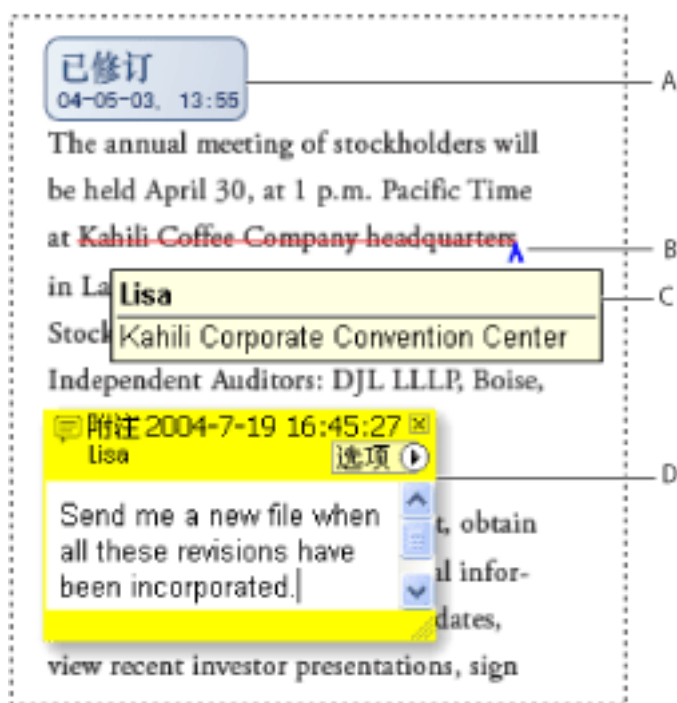 已修订
04-05-03, 13:55
A
The annual meeting of stockholders will
be held April 30, at 1 p.m. Pacific Time
at Kahili Coffee Company headquarters
B
in La
Lisa
C
Stock
Kahili Corporate Convention Center
Independent Auditors: DJL LLLP, Boise,
附注 2004-7-19 16:45:27
Lisa
选项
D
Send me a new file when
all these revisions have
been incorporated.
t, obtain
al infor-
dates,
view recent investor presentations, sign